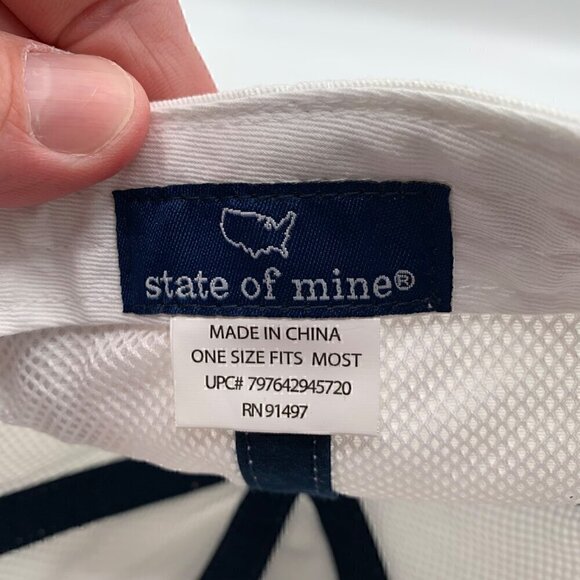 state of mine®
MADE IN CHINA
ONE SIZE FITS MOST
UPC# 797642945720
RN 91497